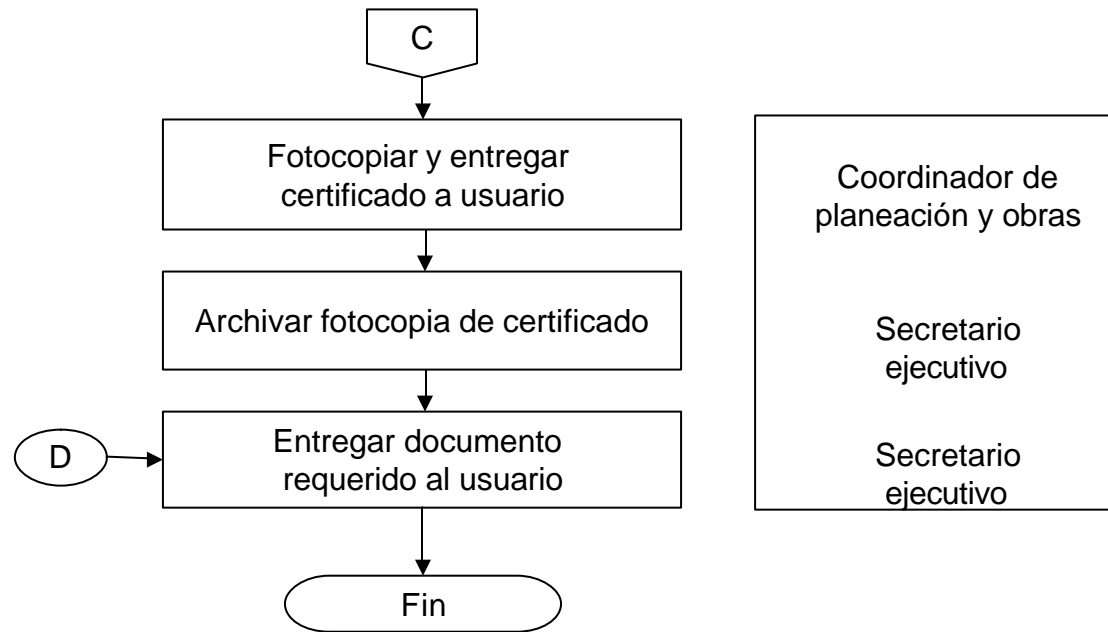 C
Fotocopiar y entregar
certificado a usuario
Coordinador de
planeación y obras
Archivar fotocopia de certificado
Secretario
ejecutivo
D
Entregar documento
requerido al usuario
Secretario
ejecutivo
Fin